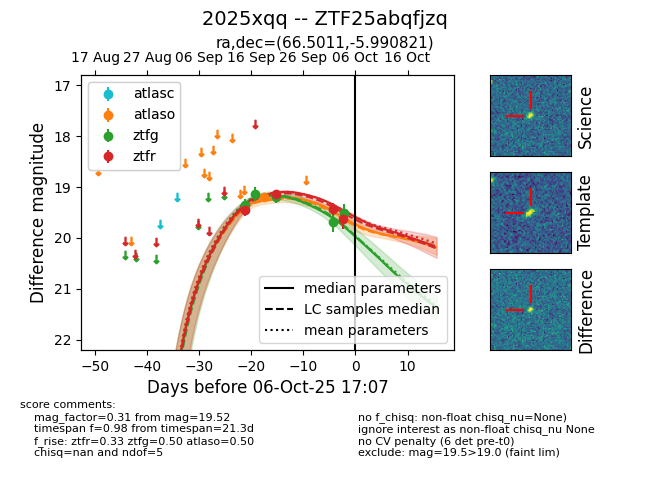 2025xqq -- ZTF25abqfjzq
ra,dec=(66.5011,-5.990821)
17 Aug 27 Aug 06 Sep 16 Sep 26 Sep 06 Oct 16 Oct
17
18
19
20
21
22
Difference magnitude
atlasc
atlaso
ztfg
ztfr
median parameters
LC samples median
mean parameters
−50 −40 −30 −20 −10 0 10
Days before 06-Oct-25 17:07
Science
Template
Difference
score comments:
mag_factor=0.31 from mag=19.52
timespan f=0.98 from timespan=21.3d
f_rise: ztfr=0.33 ztfg=0.50 atlaso=0.50
chisq=nan and ndof=5
no f_chisq: non-float chisq_nu=None)
ignore interest as non-float chisq_nu None
no CV penalty (6 det pre-t0)
exclude: mag=19.5>19.0 (faint lim)